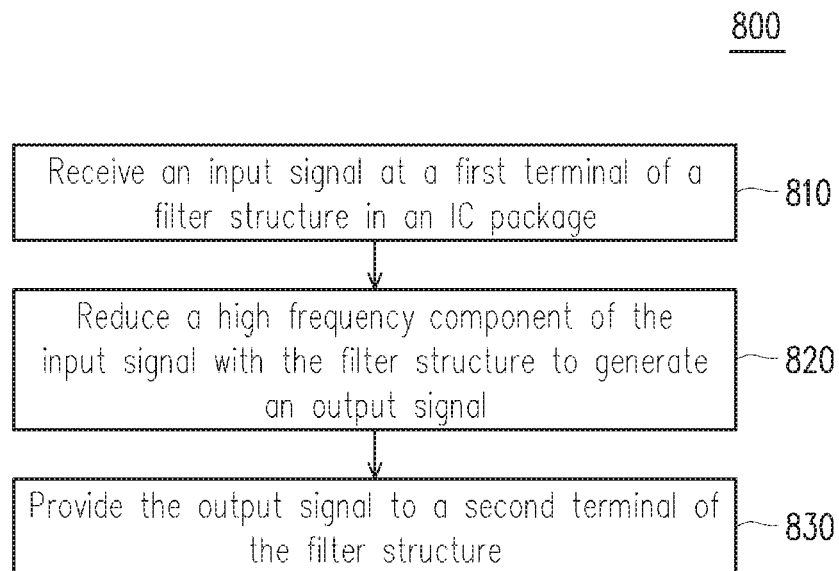 800
Receive an input signal at a first terminal of a
filter structure in an IC package
810
Reduce a high frequency component of the
input signal with the filter structure to generate
an output signal
820
Provide the output signal to a second terminal of
the filter structure
830